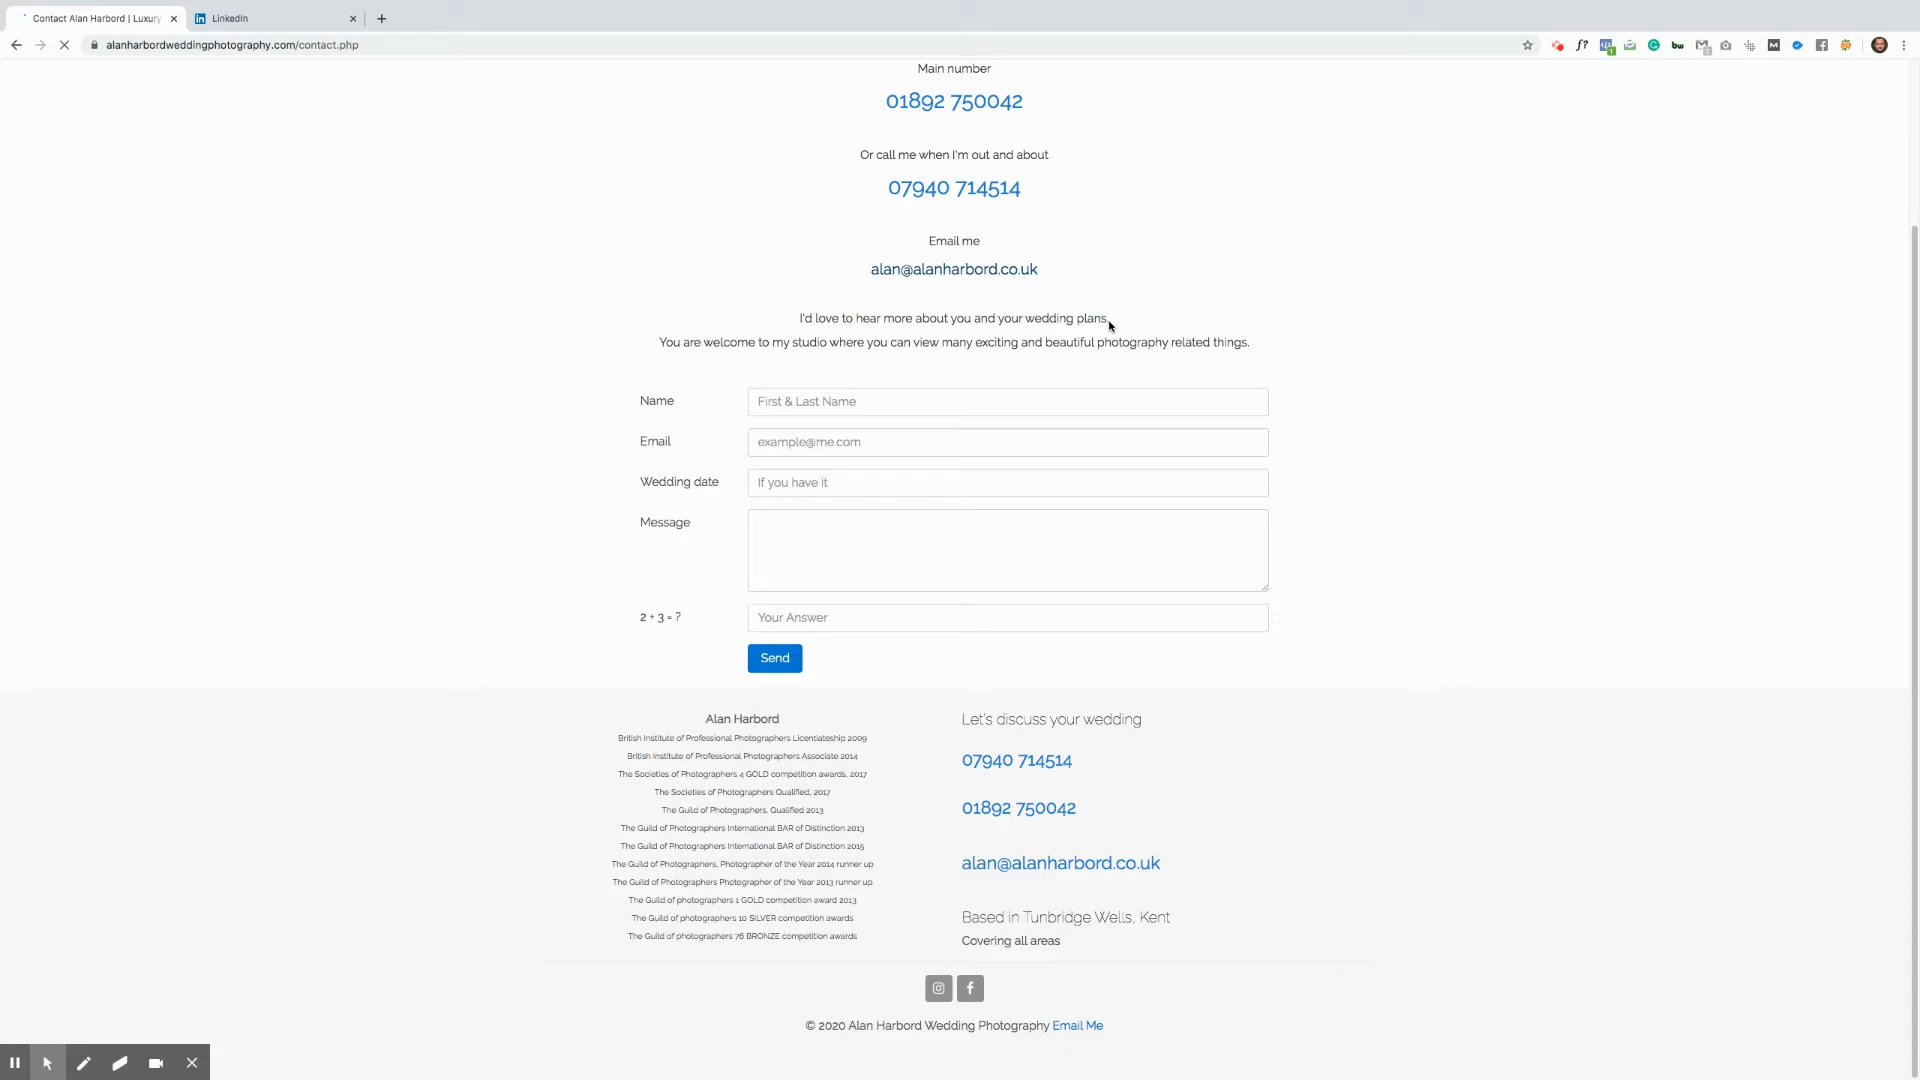 Contact Alan Harbord | Luxury
LinkedIn
alanharbordweddingphotography.com/contact.php
Main number
01892 750042
Or call me when I'm out and about
07940 714514
Email me
alan@alanharbord.co.uk
I'd love to hear more about you and your wedding plans.
You are welcome to my studio where you can view many exciting and beautiful photography related things.
Name
First & Last Name
Email
example@me.com
Wedding date
If you have it
Message
2 + 3 = ?
Your Answer
Send
Alan Harbord
British Institute of Professional Photographers Licentiateship 2009
British Institute of Professional Photographers Associate 2014
The Societies of Photographers 4 GOLD competition awards, 2017
The Societies of Photographers Qualified, 2017
The Guild of Photographers, Qualified 2013
The Guild of Photographers International BAR of Distinction 2013
The Guild of Photographers International BAR of Distinction 2015
The Guild of Photographers, Photographer of the Year 2014 runner up
The Guild of Photographers Photographer of the Year 2013 runner up
The Guild of photographers 1 GOLD competition award 2013
The Guild of photographers 10 SILVER competition awards
The Guild of photographers 76 BRONZE competition awards
Let's discuss your wedding
07940 714514
01892 750042
alan@alanharbord.co.uk
Based in Tunbridge Wells, Kent
Covering all areas
© 2020 Alan Harbord Wedding Photography Email Me